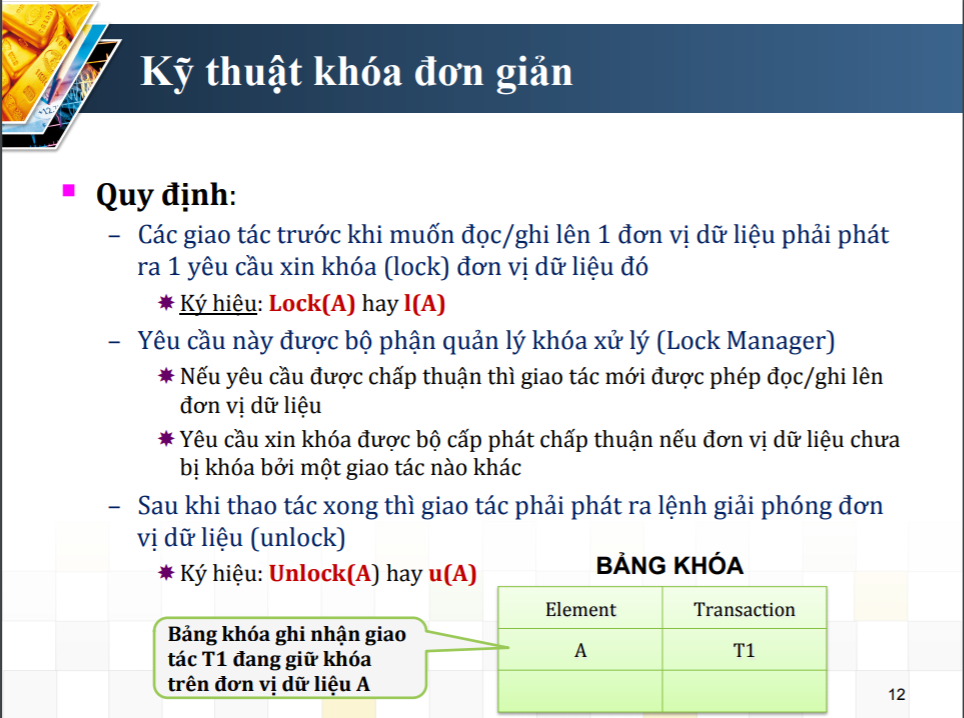 Kỹ thuật khóa đơn giản
Quy định:
– Các giao tác trước khi muốn đọc/ghi lên 1 đơn vị dữ liệu phải phát
ra 1 yêu cầu xin khóa (lock) đơn vị dữ liệu đó
Ký hiệu: Lock(A) hay l(A)
– Yêu cầu này được bộ phận quản lý khóa xử lý (Lock Manager)
Nếu yêu cầu được chấp thuận thì giao tác mới được phép đọc/ghi lên
đơn vị dữ liệu
Yêu cầu xin khóa được bộ cấp phát chấp thuận nếu đơn vị dữ liệu chưa
bị khóa bởi một giao tác nào khác
– Sau khi thao tác xong thì giao tác phải phát ra lệnh giải phóng đơn
vị dữ liệu (unlock)
Ký hiệu: Unlock(A) hay u(A)
BẢNG KHÓA
Element Transaction
A T1
Bảng khóa ghi nhận giao
tác T1 đang giữ khóa
trên đơn vị dữ liệu A
12